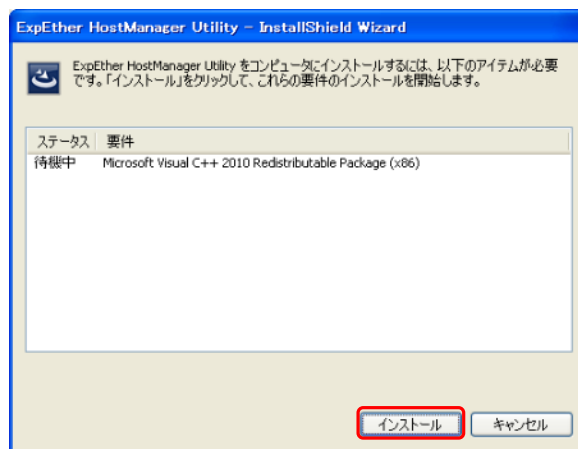 ExpEther HostManager Utility - InstallShield Wizard
ExpEther HostManager Utility をコンピュータにインストールするには、以下のアイテムが必要
です。「インストール」をクリックして、これらの要件のインストールを開始します。
ステータス 要件
待機中 Microsoft Visual C++ 2010 Redistributable Package (x86)
インストール キャンセル